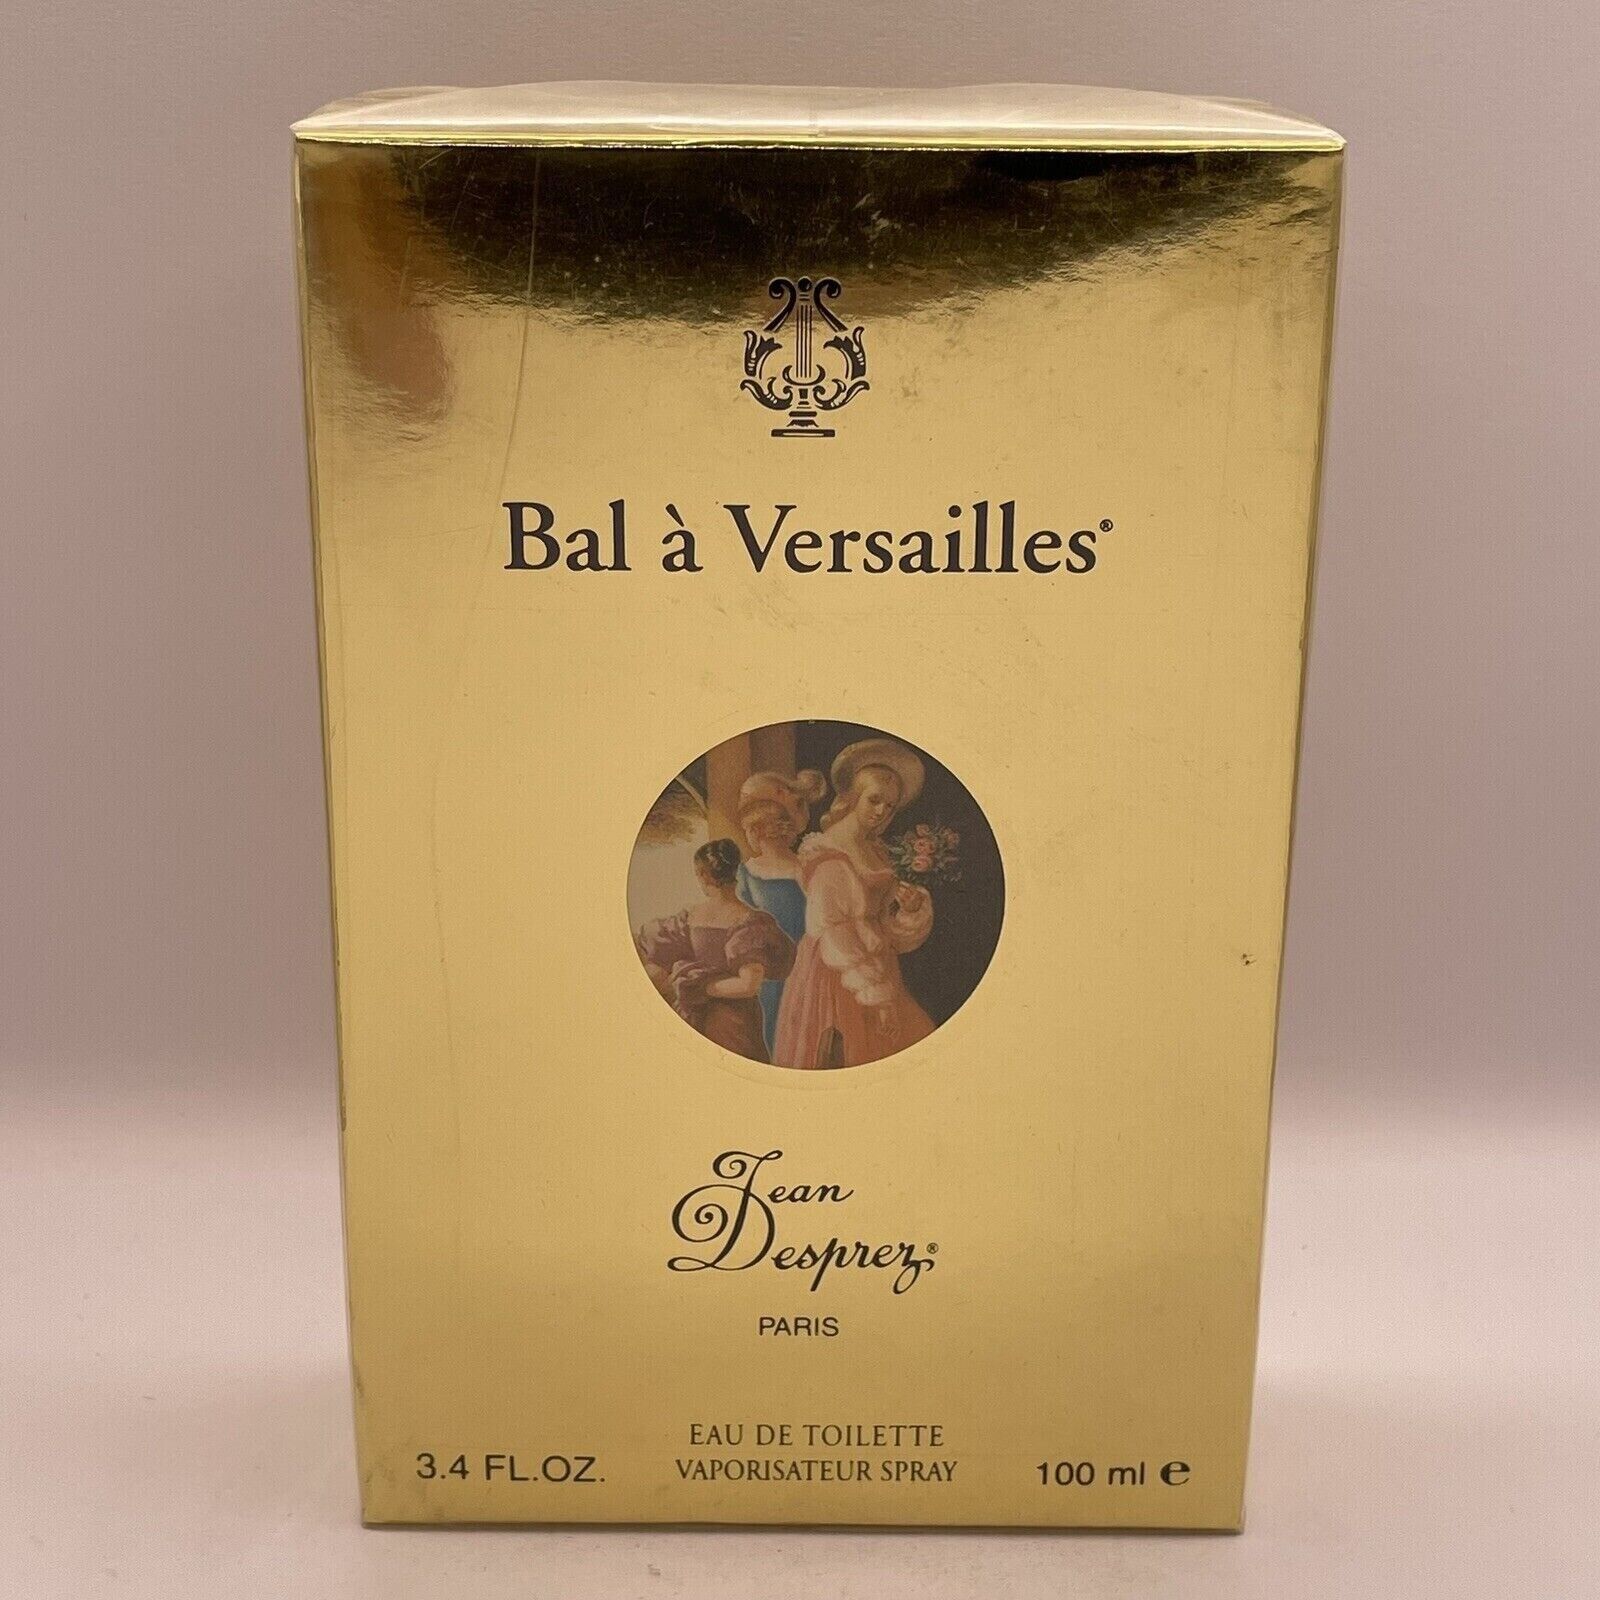 Bal à Versailles®
Jean
Desprez®
PARIS
EAU DE TOILETTE
3.4 FL.OZ. VAPORISATEUR SPRAY 100 ml ℮